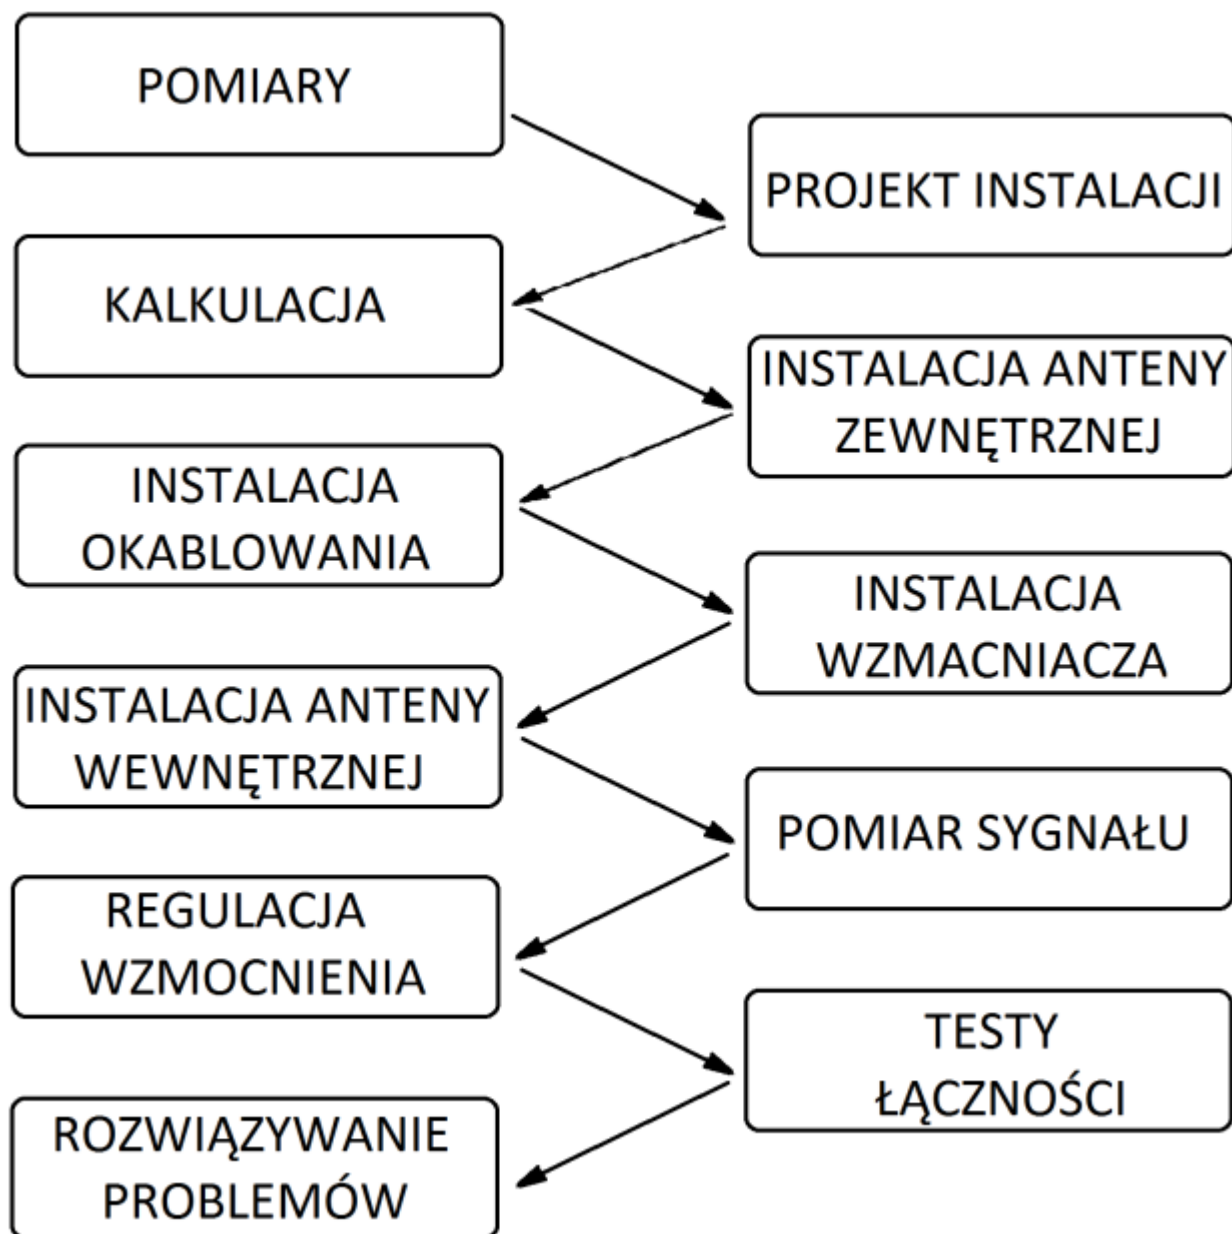 POMIARY
PROJEKT INSTALACJI
KALKULACJA
INSTALACJA ANTENY
ZEWNĘTRZNEJ
INSTALACJA
OKABLOWANIA
INSTALACJA
WZMACNIACZA
INSTALACJA ANTENY
WEWNĘTRZNEJ
POMIAR SYGNAŁU
REGULACJA
WZMOCNIENIA
TESTY
ŁĄCZNOŚCI
ROZWIĄZYWANIE
PROBLEMÓW